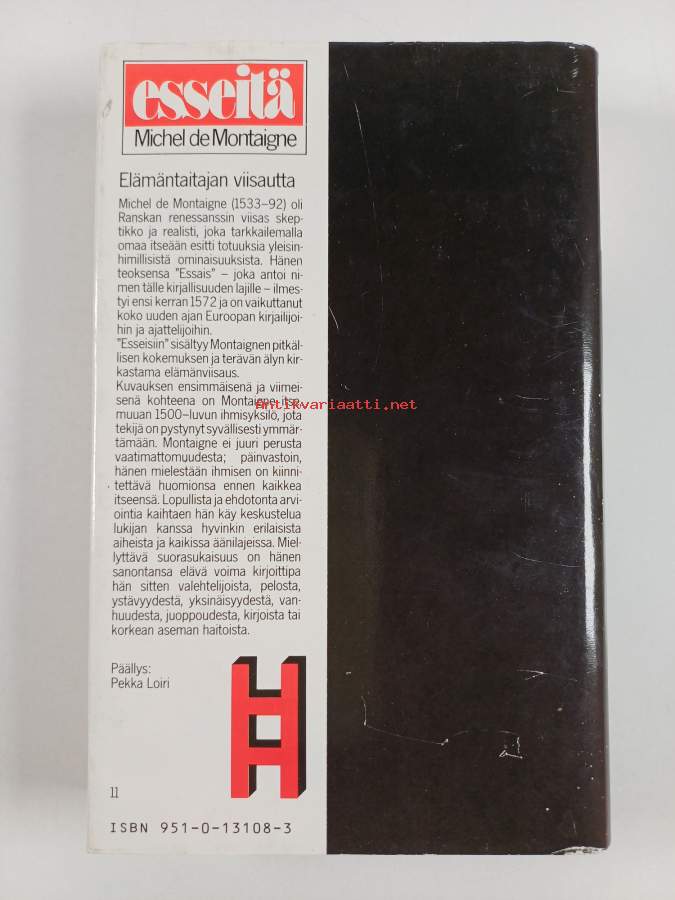 esseitä
Michel de Montaigne
Elämäntaitajan viisautta
Michel de Montaigne (1533–92) oli
Ranskan renessanssin viisas skep-
tikko ja realisti, joka tarkkailemalla
omaa itseään esitti totuuksia yleisin-
himillisistä ominaisuuksista. Hänen
teoksensa "Essais" – joka antoi ni-
men tälle kirjallisuuden lajille – ilmes-
tyi ensi kerran 1572 ja on vaikuttanut
koko uuden ajan Euroopan kirjailijoi-
hin ja ajattelijoihin.
"Esseisiin" sisältyy Montaignen pitkäl-
lisen kokemuksen ja terävän älyn kir-
kastama elämänviisaus.
Kuvauksen ensimmäisenä ja viimei-
senä kohteena on Montaigne itse,
muuan 1500–luvun ihmisyksilö, jota
Antikvariaatti.net
tekijä on pystynyt syvällisesti ymmär-
tämään. Montaigne ei juuri perusta
vaatimattomuudesta; päinvastoin,
hänen mielestään ihmisen on kiinni-
tettävä huomionsa ennen kaikkea
itseensä. Lopullista ja ehdotonta arvi-
ointia kaihtaen hän käy keskustelua
lukijan kanssa hyvinkin erilaisista
aiheista ja kaikissa äänilajeissa. Miel-
lyttävä suorasukaisuus on hänen
sanontansa elävä voima kirjoittipa
hän sitten valehtelijoista, pelosta,
ystävyydestä, yksinäisyydestä, van-
huudesta, juoppoudesta, kirjoista tai
korkean aseman haitoista.
Päällys:
Pekka Loiri
11
ISBN 951-0-13108-3